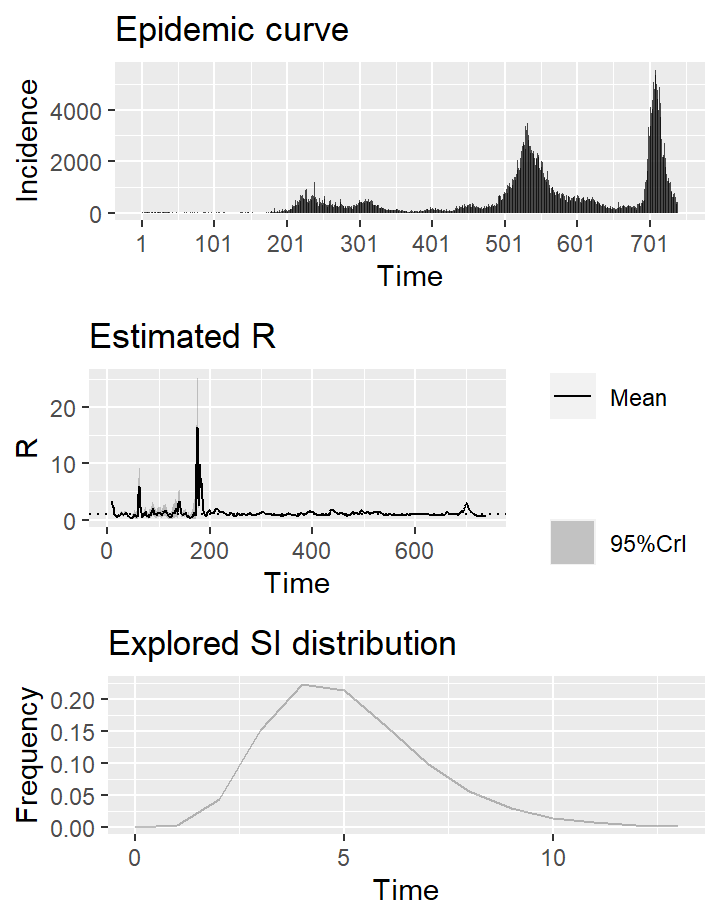 Epidemic curve
Incidence
4000
2000
0
1 101 201 301 401 501 601 701
Time
Estimated R
R
20
10
0
0 200 400 600
Time
Mean
95%CrI
Explored SI distribution
Frequency
0.20
0.15
0.10
0.05
0.00
0 5 10
Time